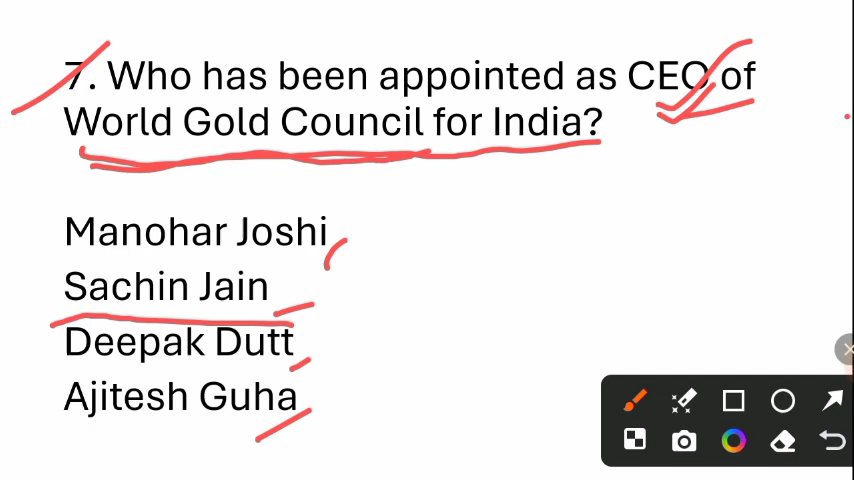 7. Who has been appointed as CEO of
World Gold Council for India?
Manohar Joshi
Sachin Jain
Deepak Dutt
Ajitesh Guha